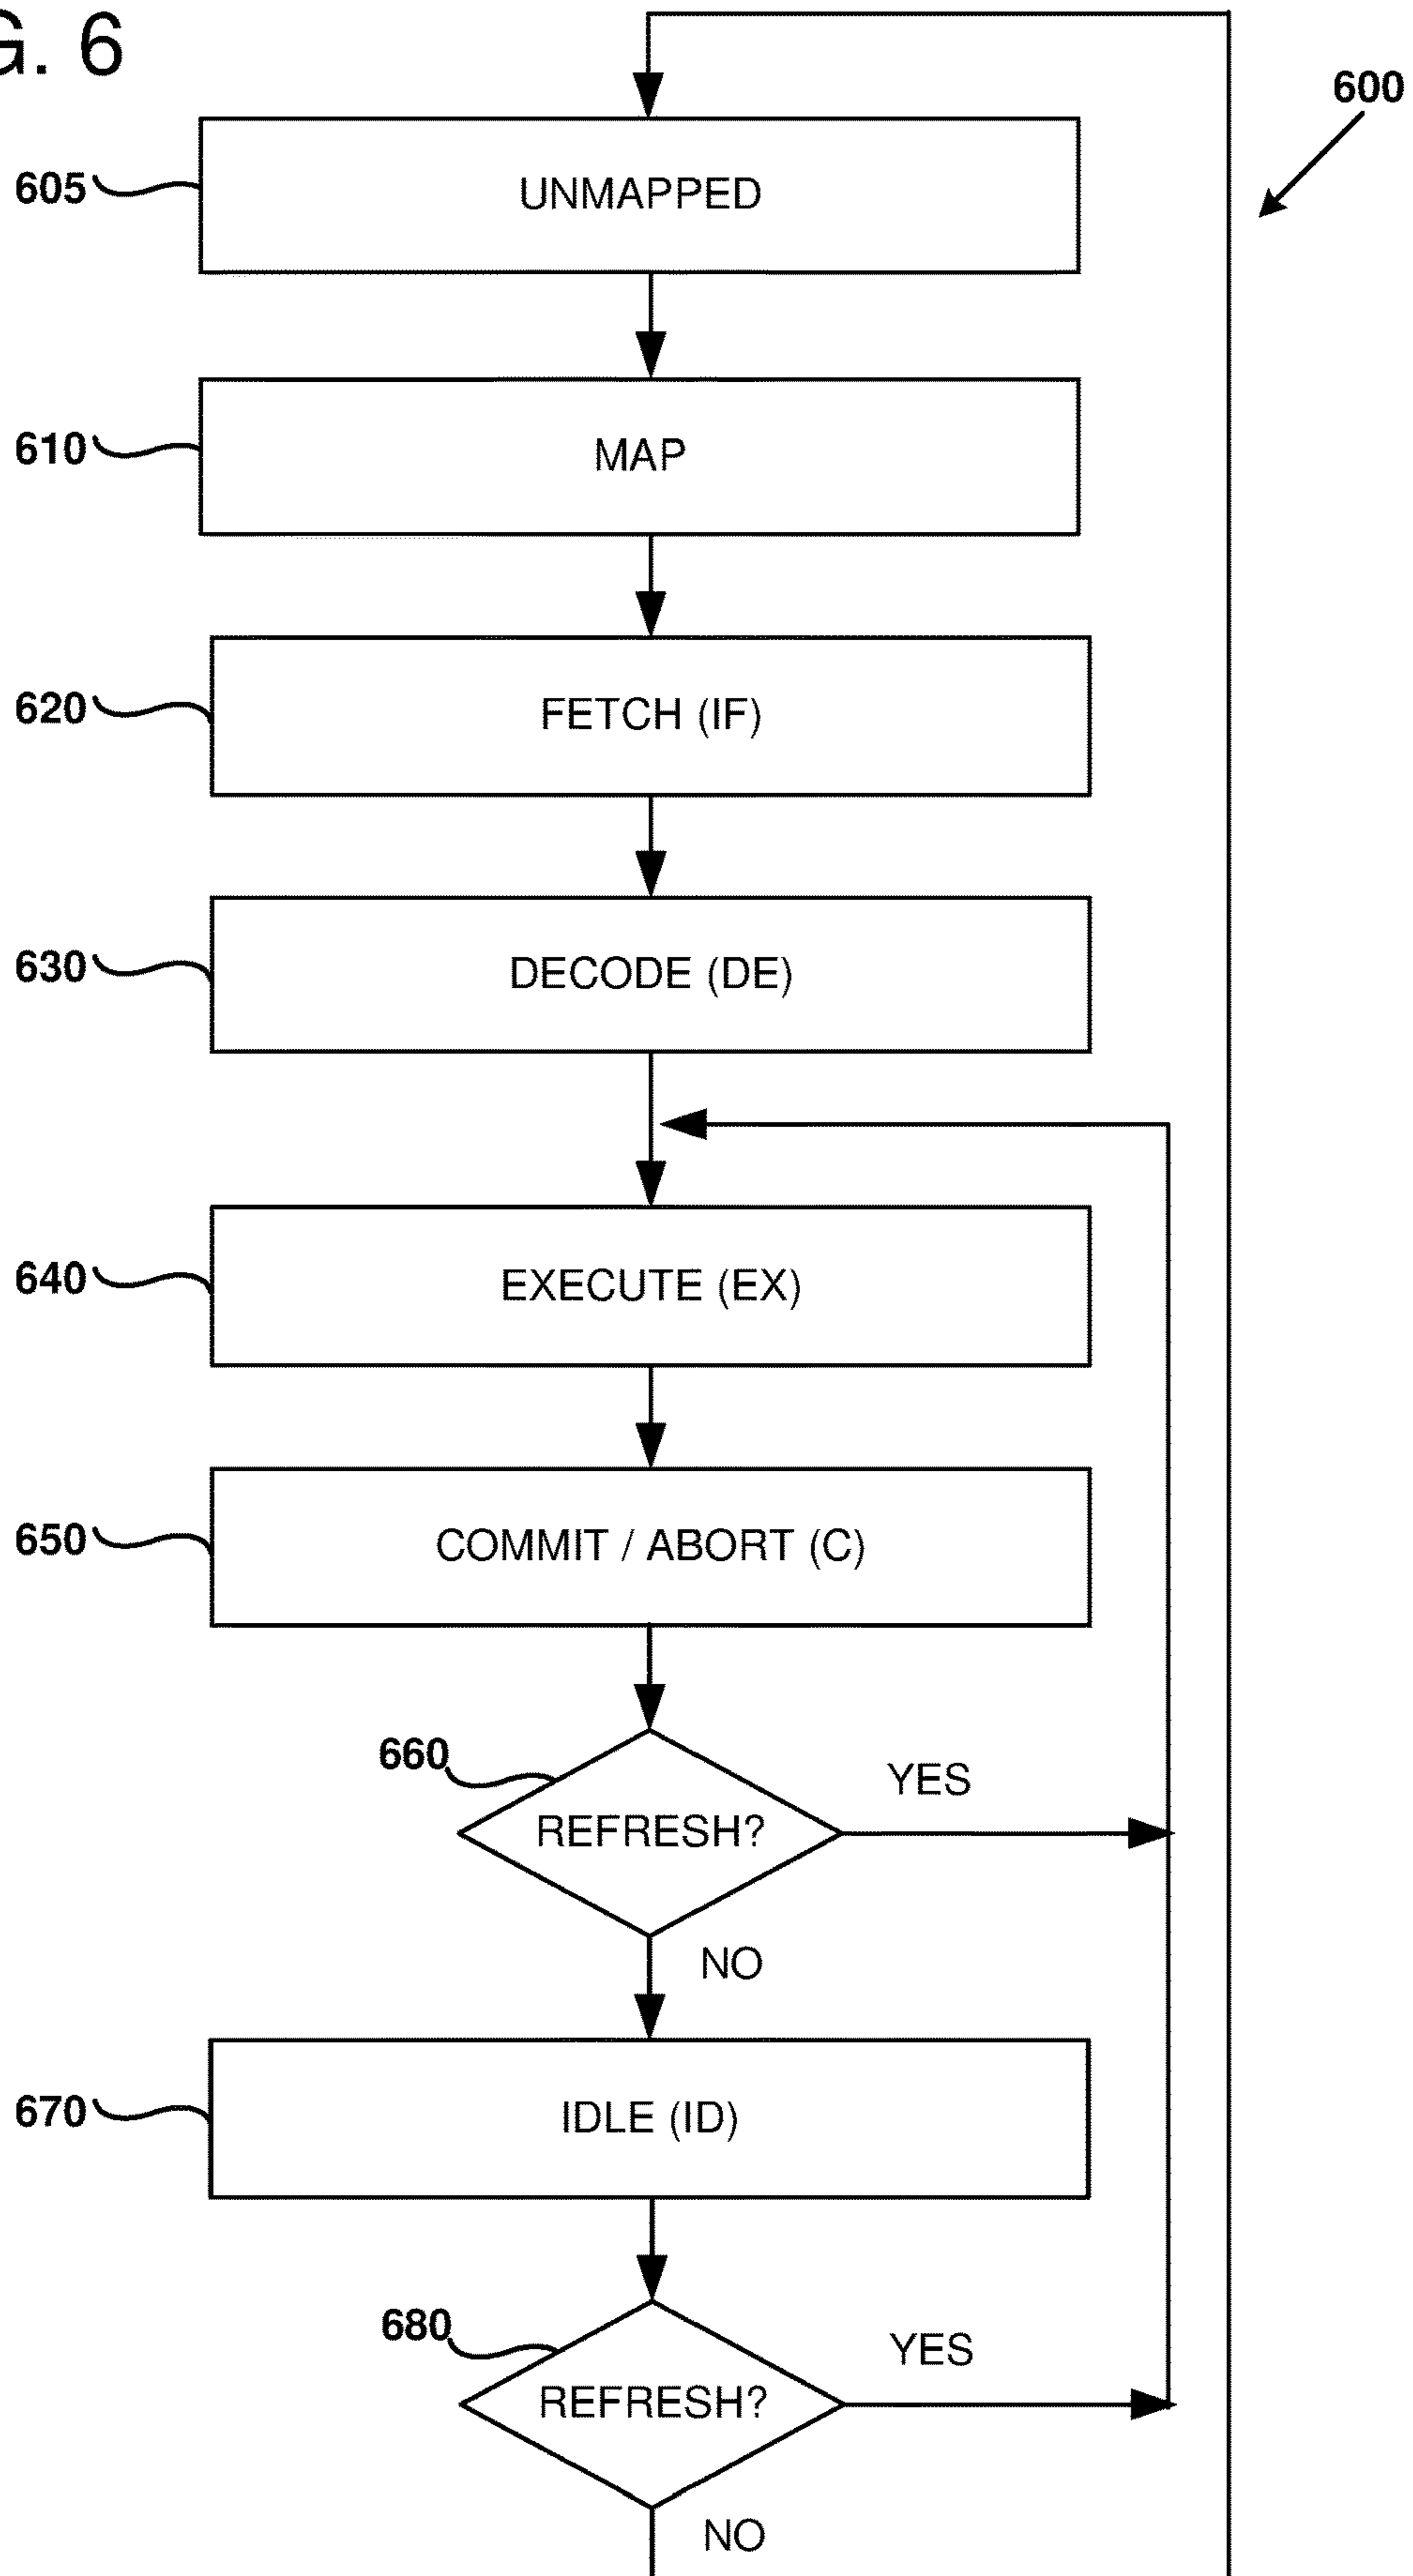 G. 6
600
605
UNMAPPED
610
MAP
620
FETCH (IF)
630
DECODE (DE)
640
EXECUTE (EX)
650
COMMIT / ABORT (C)
660
YES
REFRESH?
NO
670
IDLE (ID)
680
YES
REFRESH?
NO